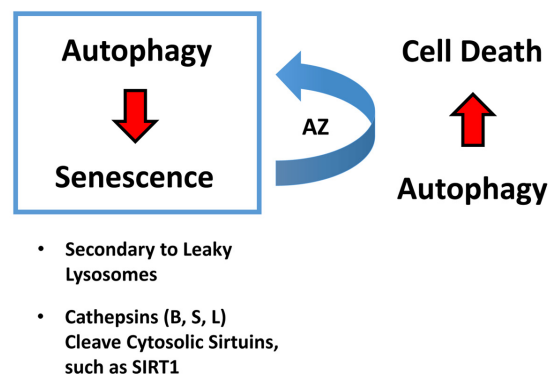 Autophagy
Senescence
AZ
Cell Death
Autophagy
• Secondary to Leaky
Lysosomes
• Cathepsins (B, S, L)
Cleave Cytosolic Sirtuins,
such as SIRT1